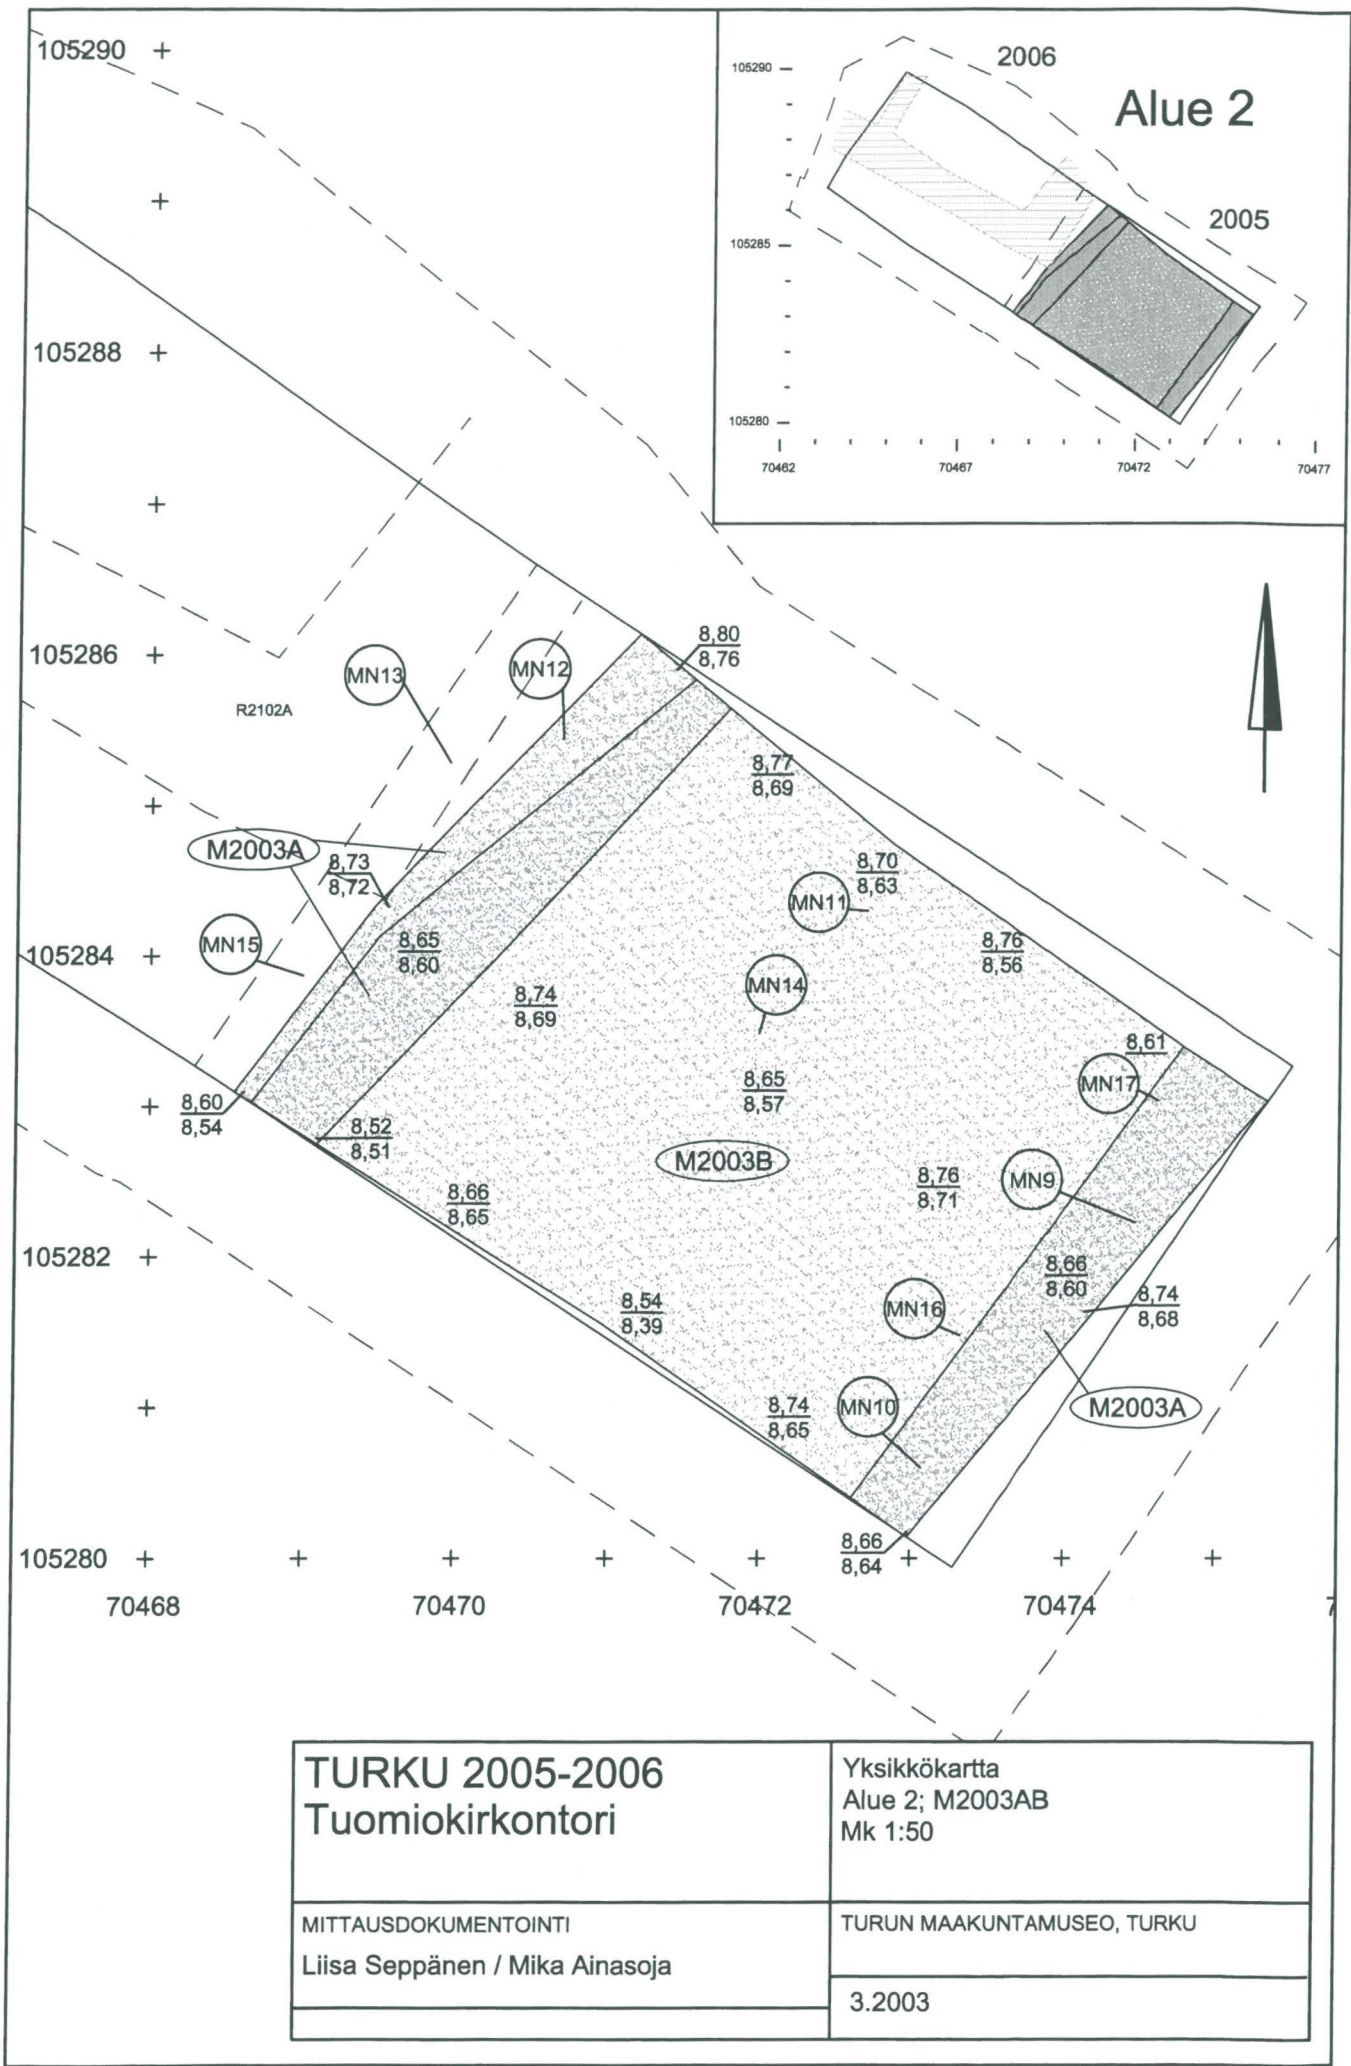 105290
105288
105286
105284
105282
105280
70468
70470
70472
70474
7
105290
105285
105280
70462
70467
70472
70477
2006
Alue 2
2005
8,80
8,76
MN13
MN12
R2102A
8,77
8,69
M2003A
8,73
8,72
8,70
8,63
MN11
MN15
8,65
8,60
8,76
8,56
MN14
8,74
8,69
8,61
MN17
8,65
8,57
8,60
8,54
8,52
8,51
M2003B
8,76
8,71
MN9
8,66
8,65
8,66
8,60
8,74
8,68
8,54
8,39
MN16
8,74
8,65
MN10
M2003A
8,66
8,64
TURKU 2005-2006
Tuomiokirkontori
Yksikkökartta
Alue 2; M2003AB
Mk 1:50
MITTAUSDOKUMENTOINTI
Liisa Seppänen / Mika Ainasoja
TURUN MAAKUNTAMUSEO, TURKU
3.2003